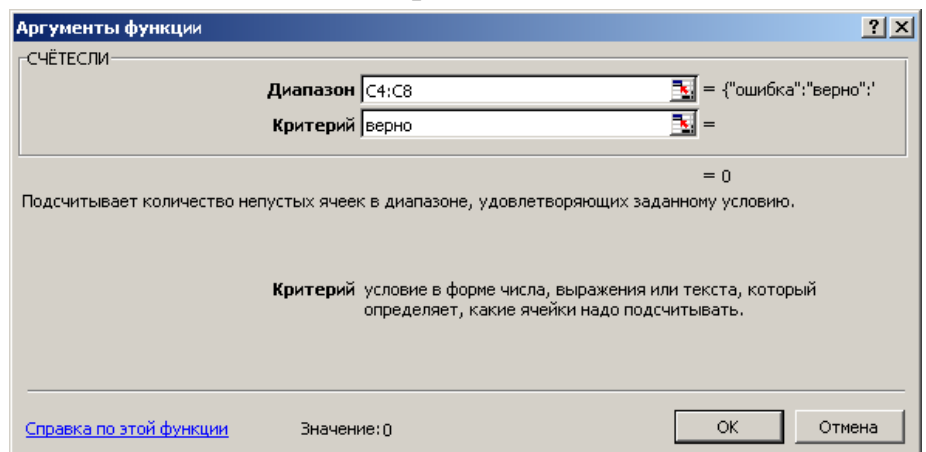 Аргументы функции
СЧЁТЕСЛИ
Диапазон C4:C8 = {"ошибка":"верно":'
Критерий верно =
= 0
Подсчитывает количество непустых ячеек в диапазоне, удовлетворяющих заданному условию.
Критерий условие в форме числа, выражения или текста, который
определяет, какие ячейки надо подсчитывать.
Справка по этой функции Значение:0 ОК Отмена